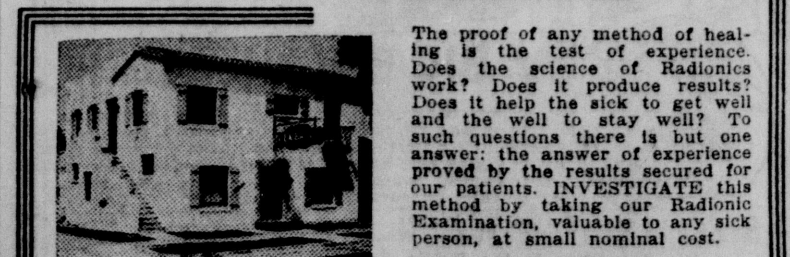 The proof of any method of heal-
ing is the test of experience.
Does the science of Radionics
work? Does it produce results?
Does it help the sick to get well
and the well to stay well? To
such questions there is but one
answer: the answer of experience
proved by the results secured for
our patients. INVESTIGATE this
method by taking our Radionic
Examination, valuable to any sick
person, at small nominal cost.